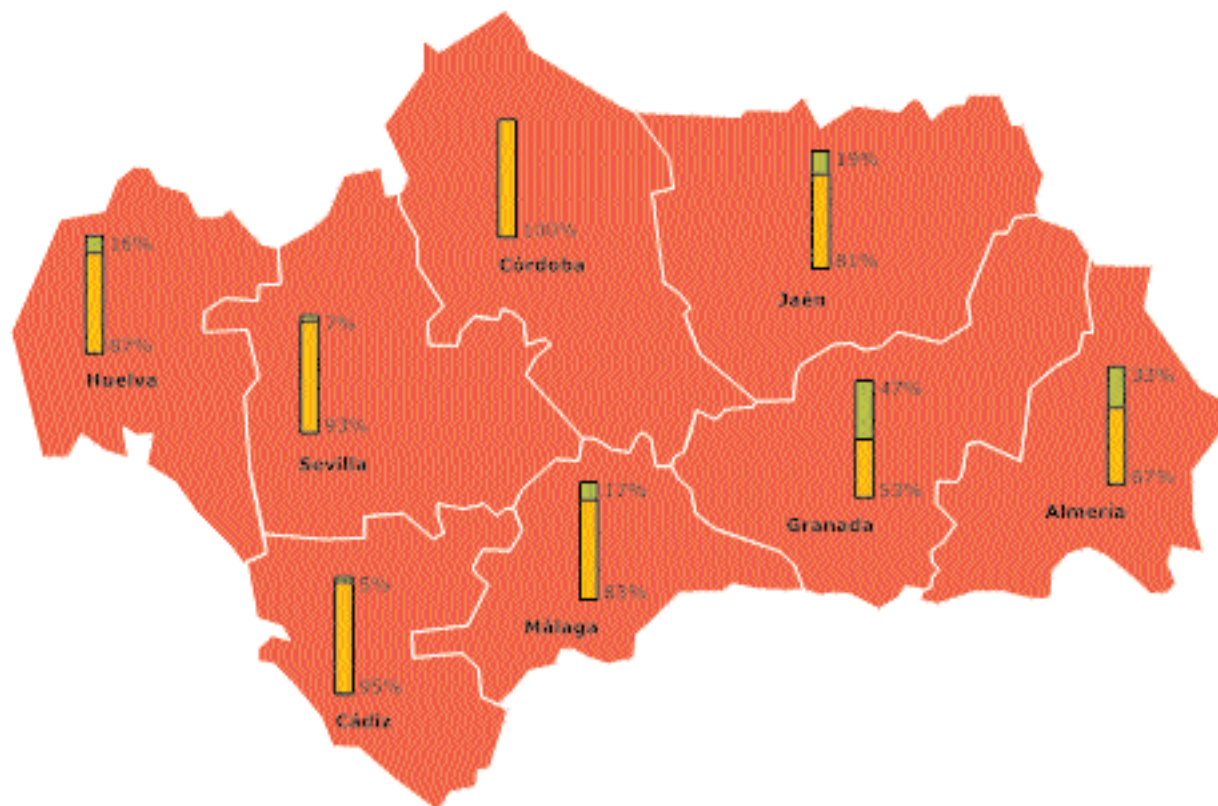 100%
Córdoba
19%
81%
Jaén
16%
87%
Huelva
7%
93%
Sevilla
47%
53%
Granada
33%
67%
Almería
17%
83%
Málaga
5%
95%
Cádiz